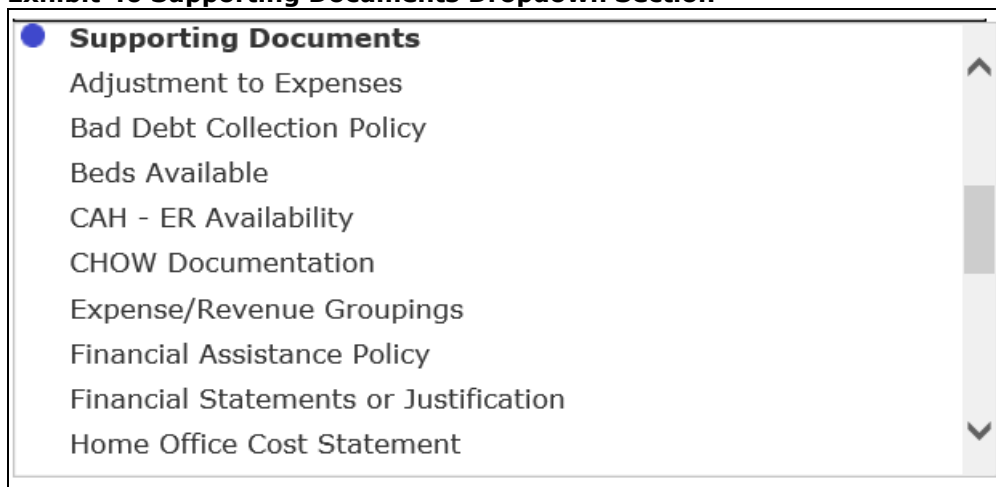 Exhibit 46 Supporting Documents Dropdown Section
Supporting Documents
Adjustment to Expenses
Bad Debt Collection Policy
Beds Available
CAH - ER Availability
CHOW Documentation
Expense/Revenue Groupings
Financial Assistance Policy
Financial Statements or Justification
Home Office Cost Statement